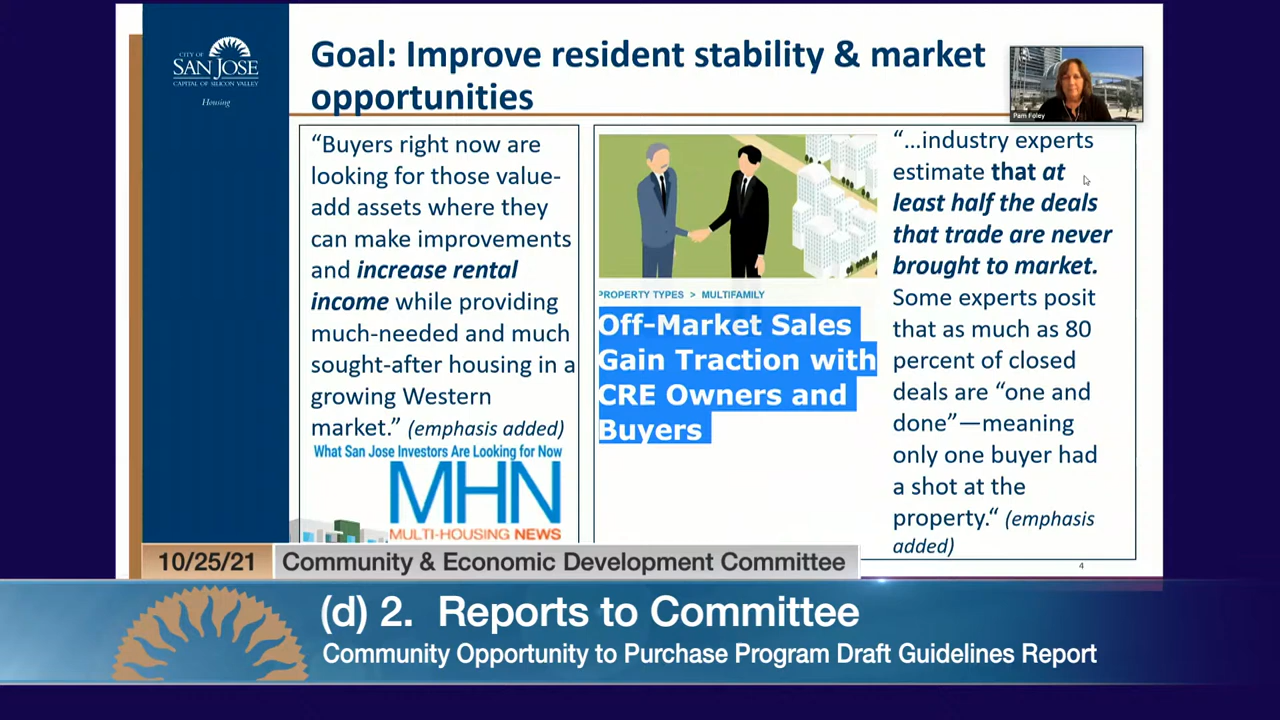 CITY OF
SAN JOSE
CAPITAL OF SILICON VALLEY
Housing
Goal: Improve resident stability & market
opportunities
Pam Foley
“Buyers right now are
looking for those value-
add assets where they
can make improvements
and increase rental
income while providing
much-needed and much
sought-after housing in a
growing Western
market.” (emphasis added)
What San Jose Investors Are Looking for Now
MHN
MULTI-HOUSING NEWS
PROPERTY TYPES > MULTIFAMILY
Off-Market Sales
Gain Traction with
CRE Owners and
Buyers
“...industry experts
estimate that at
least half the deals
that trade are never
brought to market.
Some experts posit
that as much as 80
percent of closed
deals are “one and
done”—meaning
only one buyer had
a shot at the
property.“ (emphasis
added)
4
10/25/21
Community & Economic Development Committee
(d) 2. Reports to Committee
Community Opportunity to Purchase Program Draft Guidelines Report